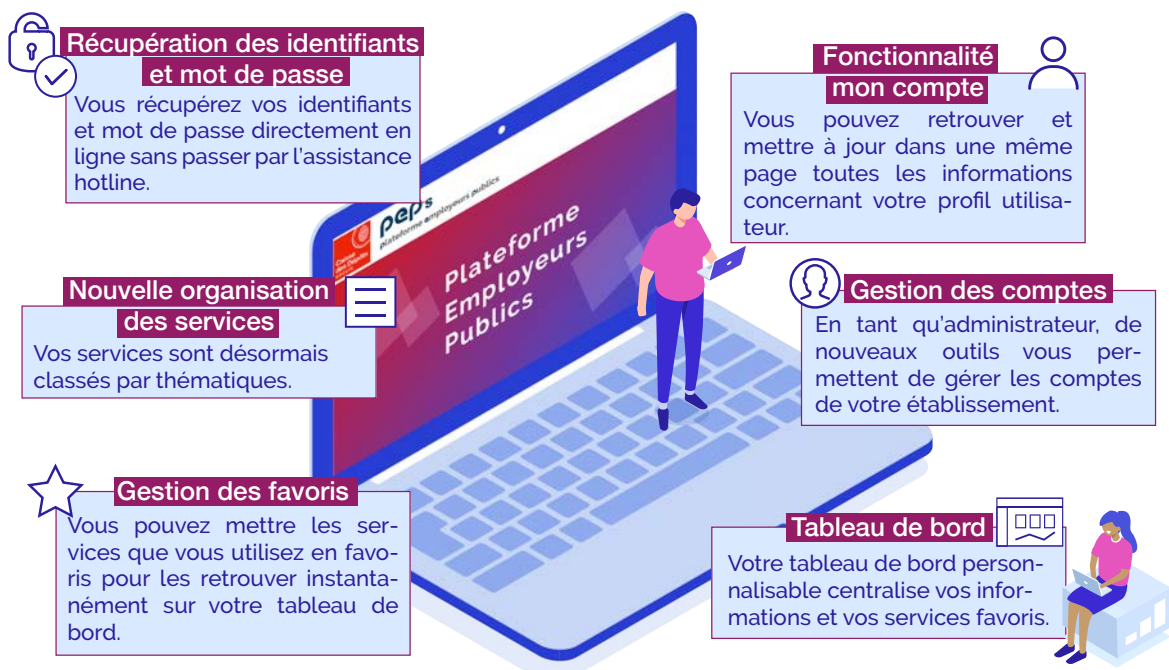 Récupération des identifiants
et mot de passe
Vous récupérez vos identifiants
et mot de passe directement en
ligne sans passer par l'assistance
hotline.
Nouvelle organisation
des services
Vos services sont désormais
classés par thématiques.
Gestion des favoris
Vous pouvez mettre les ser-
vices que vous utilisez en favo-
ris pour les retrouver instanta-
nément sur votre tableau de
bord.
Caisse
des Dépôts
pep's
plateforme employeurs publics
Plateforme
Employeurs
Publics
Fonctionnalité
mon compte
Vous pouvez retrouver et
mettre à jour dans une même
page toutes les informations
concernant votre profil utilisa-
teur.
Gestion des comptes
En tant qu'administrateur, de
nouveaux outils vous per-
mettent de gérer les comptes
de votre établissement.
Tableau de bord
Votre tableau de bord person-
nalisable centralise vos infor-
mations et vos services favoris.